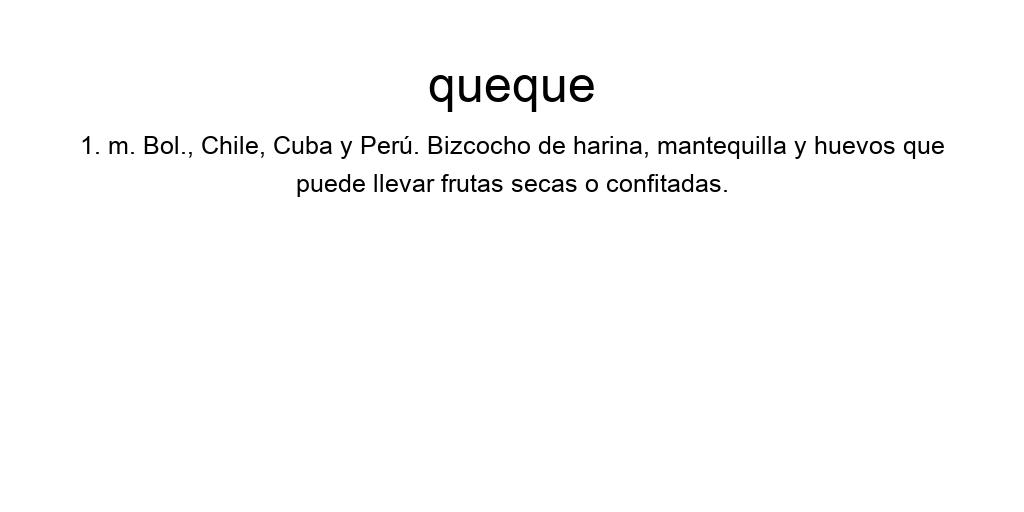 queque
1. m. Bol., Chile, Cuba y Perú. Bizcocho de harina, mantequilla y huevos que
puede llevar frutas secas o confitadas.